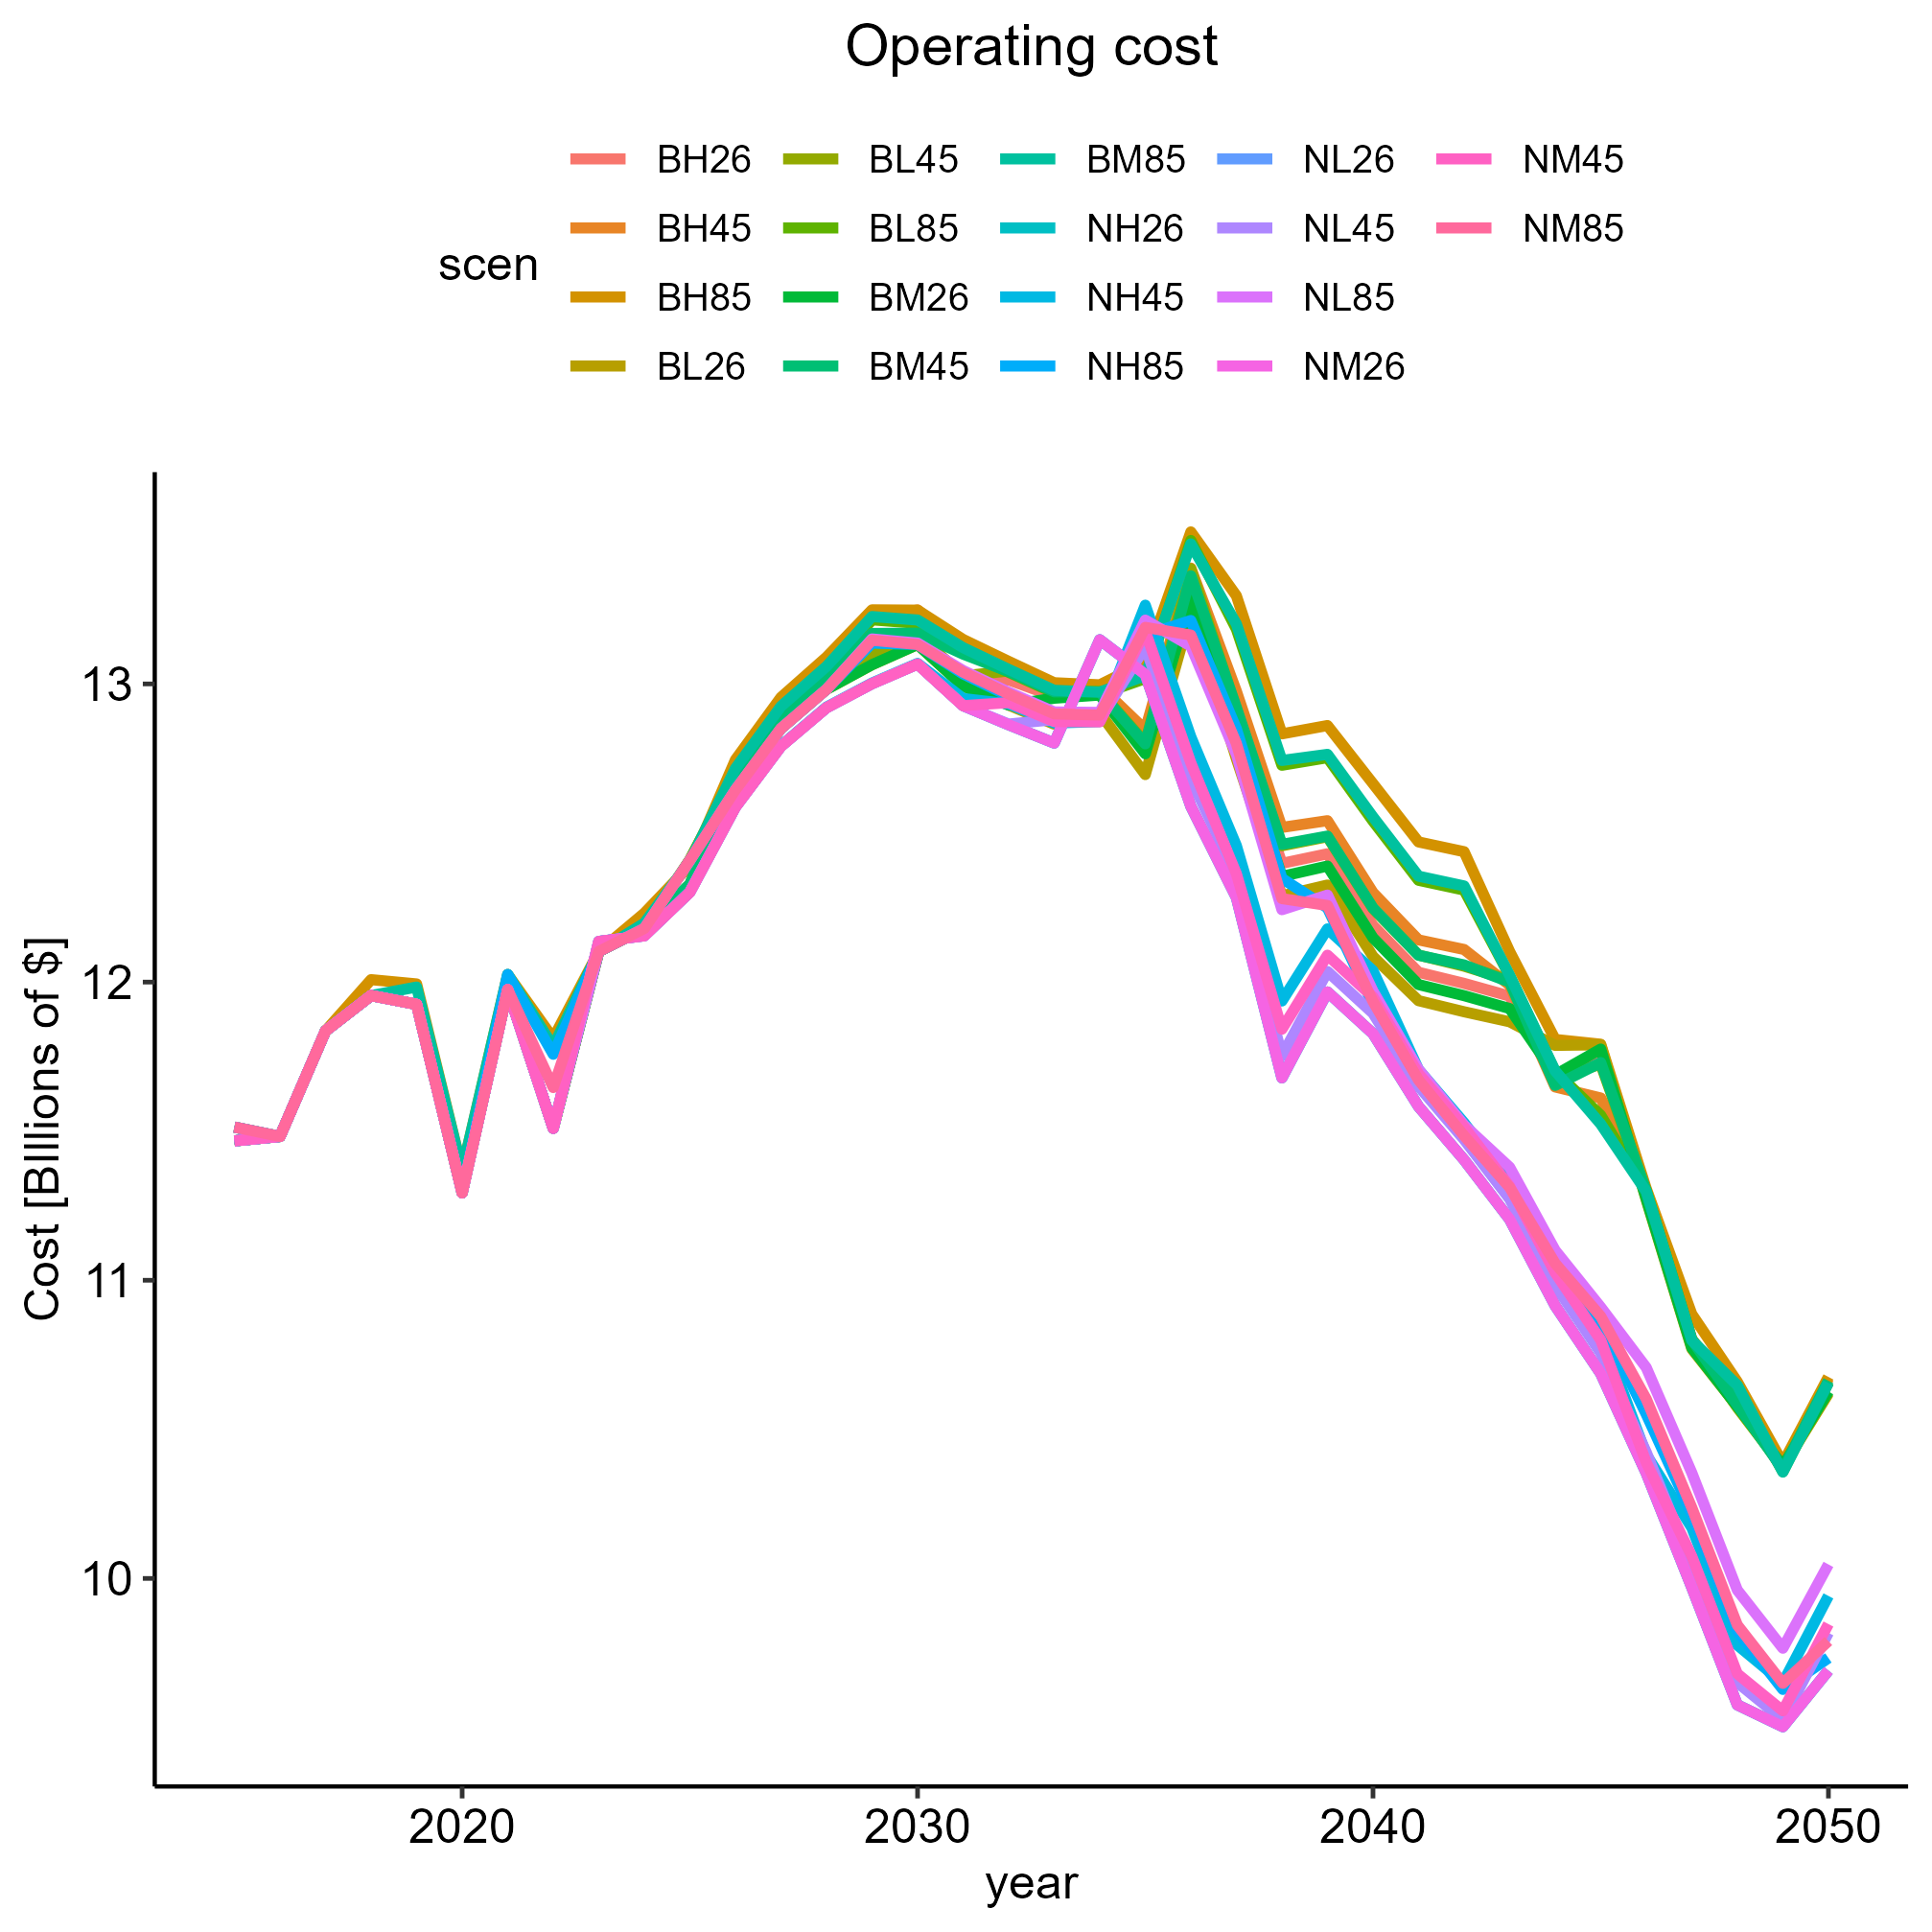 Operating cost
scen
BH26 BL45 BM85 NL26 NM45
BH45 BL85 NH26 NL45 NM85
BH85 BM26 NH45 NL85
BL26 BM45 NH85 NM26
Cost [BIllions of $]
13
12
11
10
2020 2030 2040 2050
year